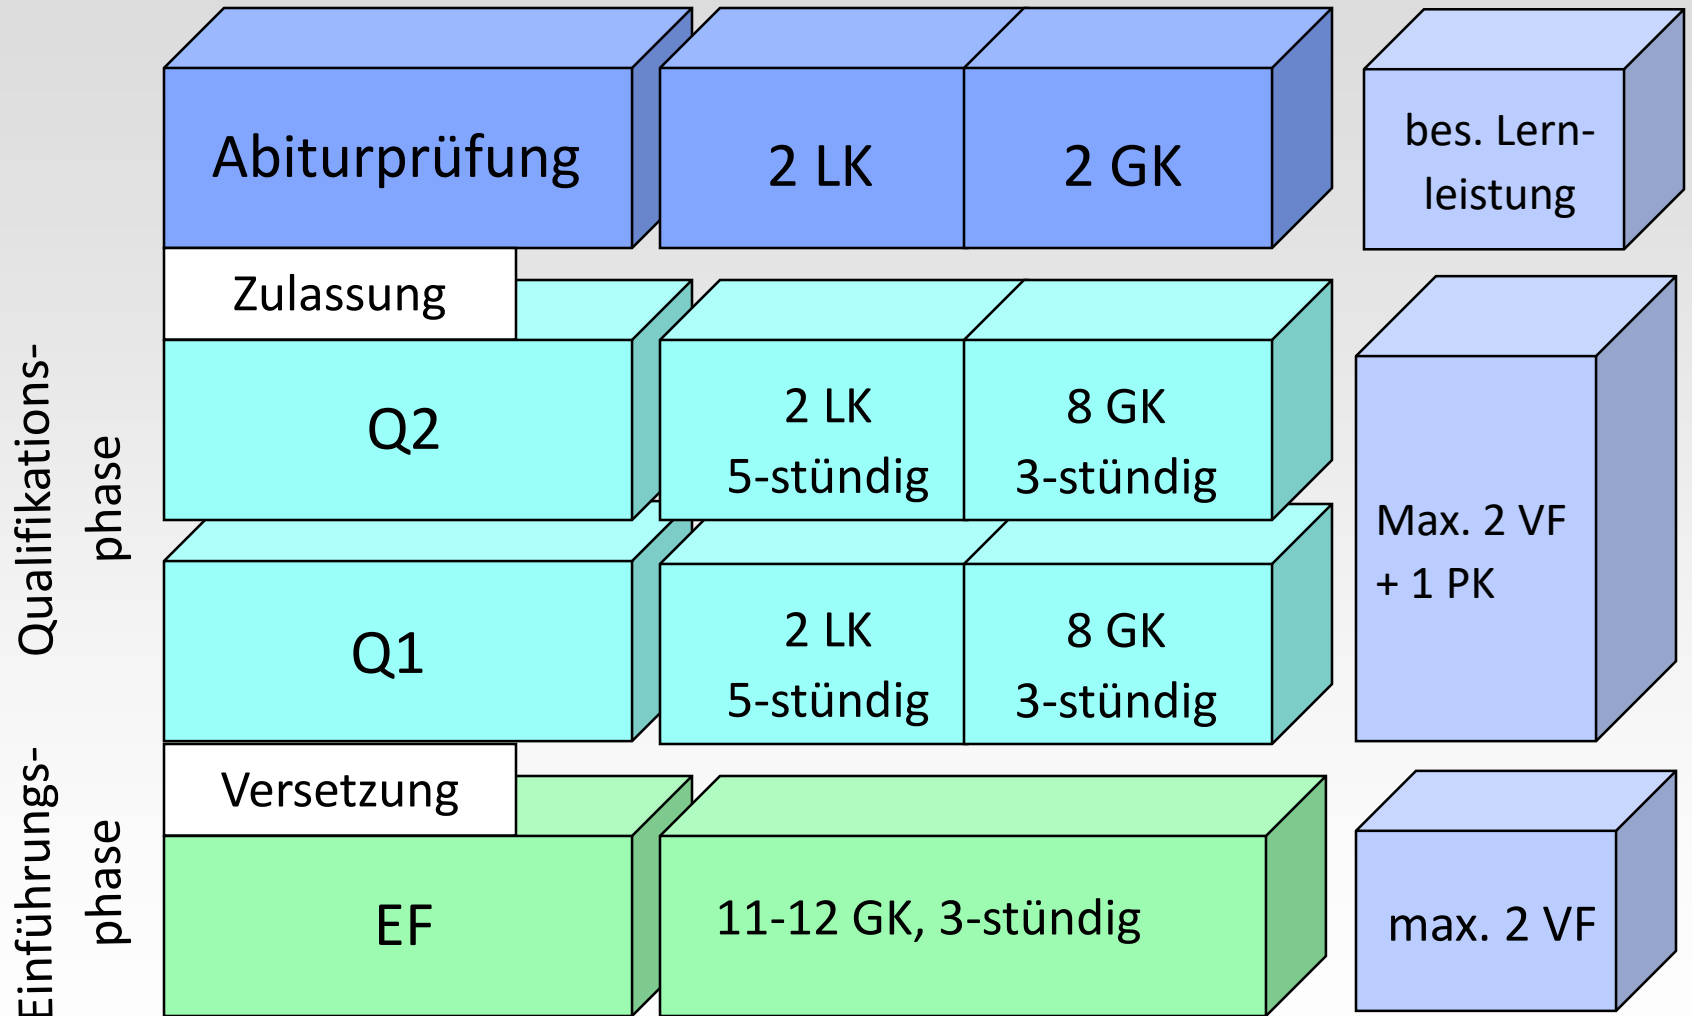 Abiturprüfung
2 LK
2 GK
bes. Lern-
leistung
Zulassung
Qualifikations-
phase
Q2
2 LK
5-stündig
8 GK
3-stündig
Max. 2 VF
+ 1 PK
Q1
2 LK
5-stündig
8 GK
3-stündig
Versetzung
Einführungs-
phase
EF
11-12 GK, 3-stündig
max. 2 VF